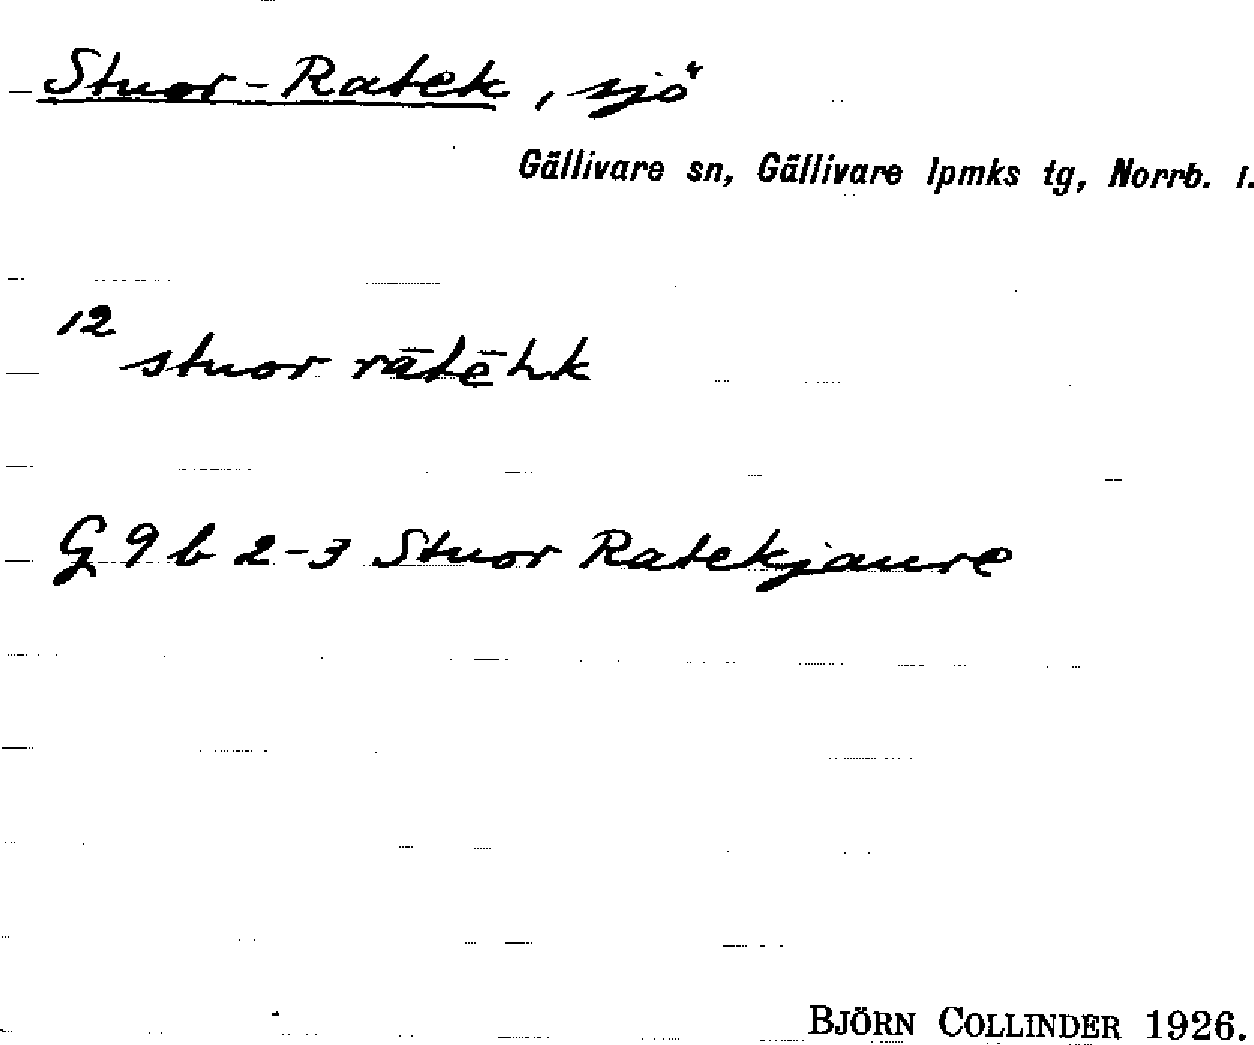 Stuor-Ratek, sjö
Gällivare sn, Gällivare lpmks tg, Norrb. l.
12 stuor rātēhk
G 9 b 2-3 Stuor Ratekjaure
BJÖRN COLLINDER 1926.